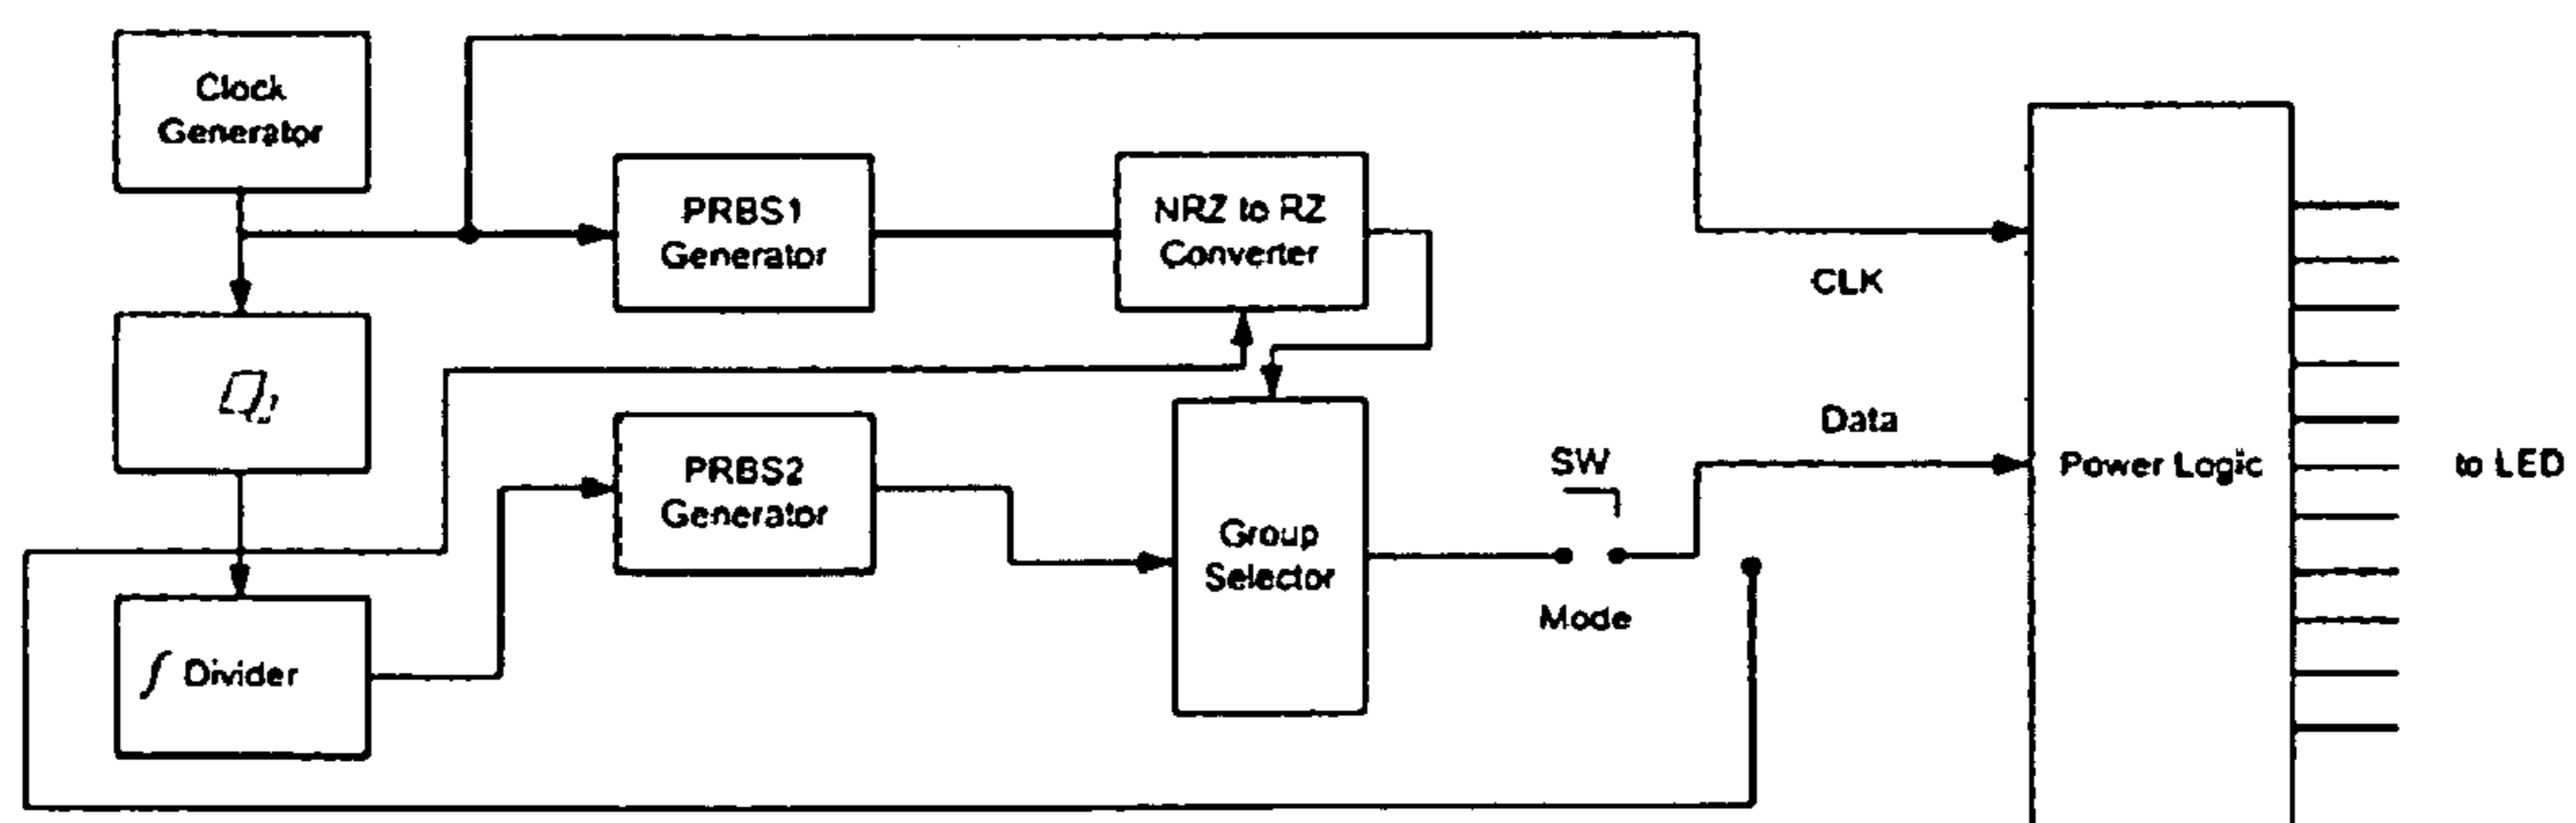 Clock
Generator
PRBS1
Generator
NRZ to RZ
Converter
CLK
PRBS2
Generator
Data
SW
Power Logic
to LED
Group
Selector
Mode
∫ Divider